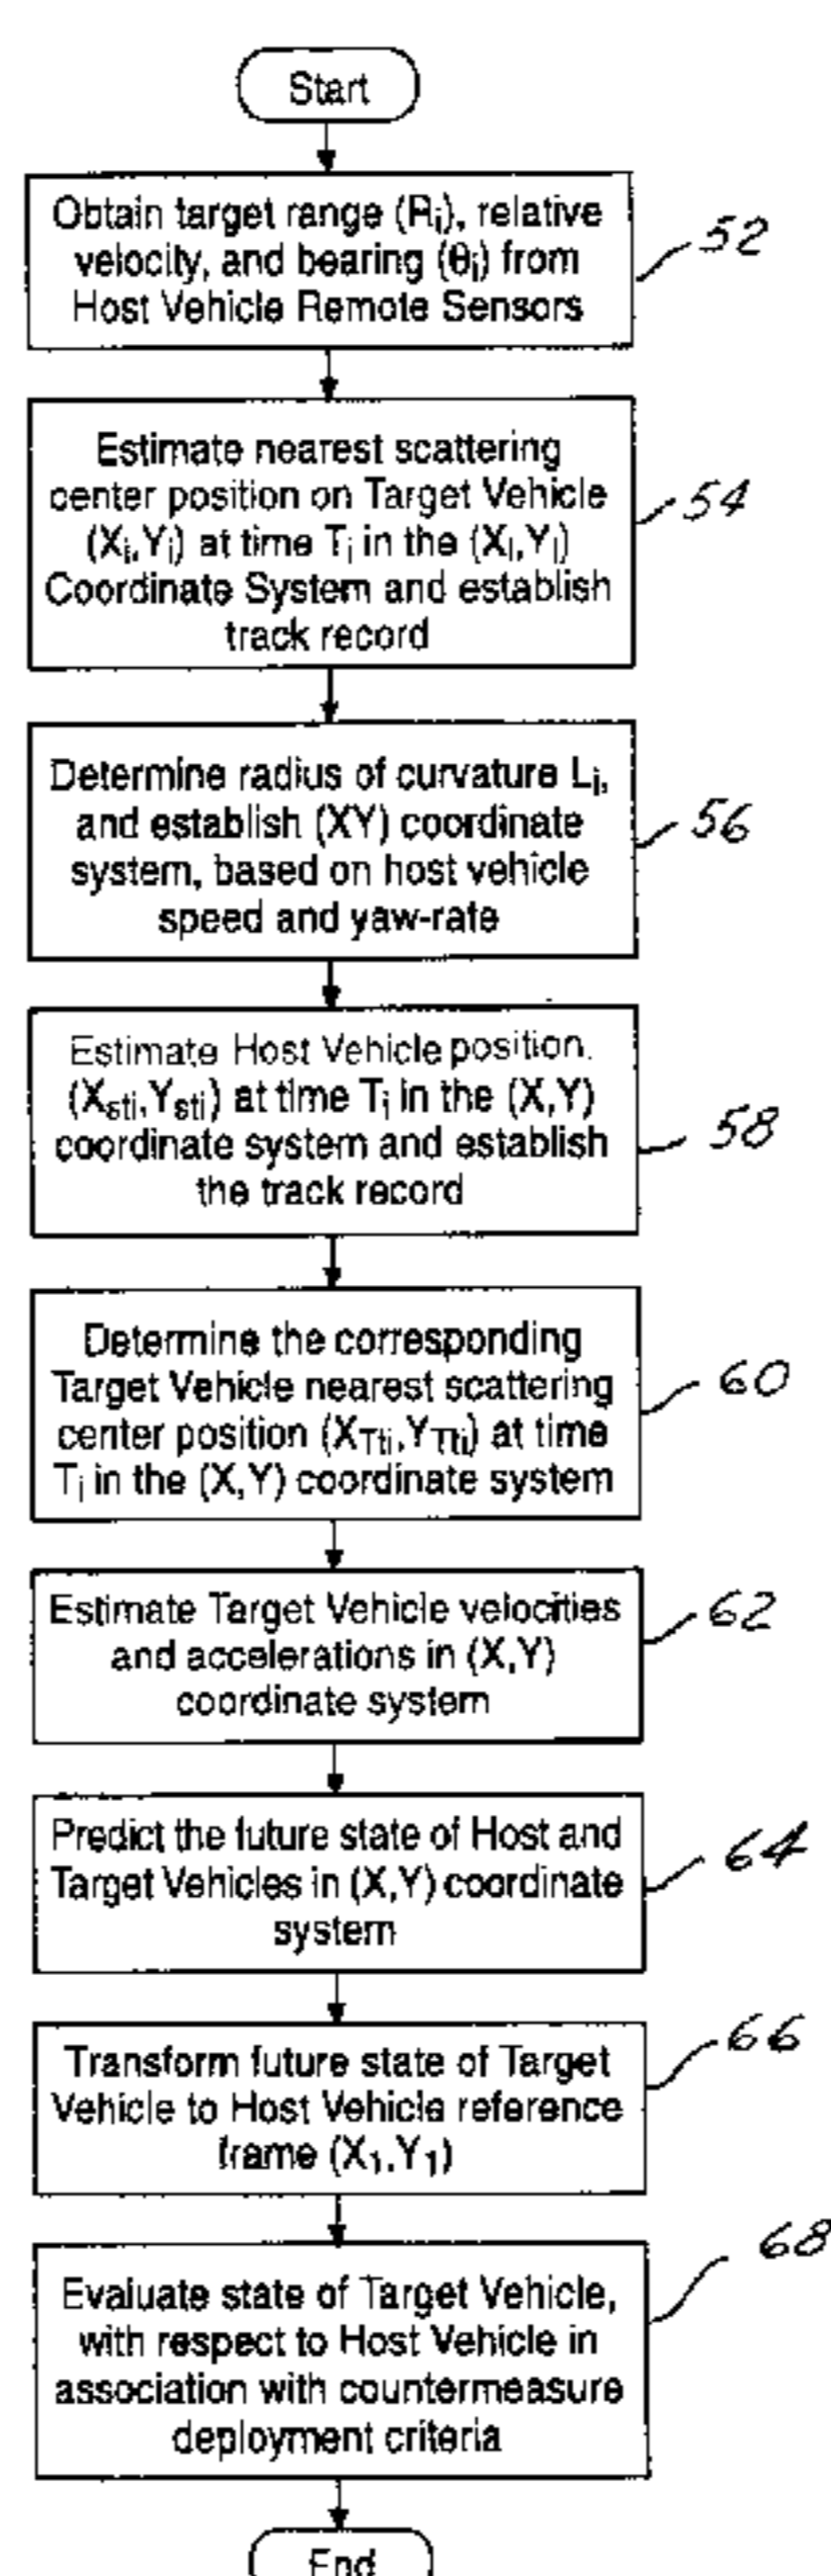 Start
Obtain target range (Ri), relative
velocity, and bearing (θi) from
Host Vehicle Remote Sensors
52
Estimate nearest scattering
center position on Target Vehicle
(Xi,Yi) at time Ti in the (Xi,Yi)
Coordinate System and establish
track record
54
Determine radius of curvature Li,
and establish (XY) coordinate
system, based on host vehicle
speed and yaw-rate
56
Estimate Host Vehicle position.
(Xsti,Ysti) at time Ti in the (X,Y)
coordinate system and establish
the track record
58
Determine the corresponding
Target Vehicle nearest scattering
center position (XTti,YTti) at time
Ti in the (X,Y) coordinate system
60
Estimate Target Vehicle velocities
and accelerations in (X,Y)
coordinate system
62
Predict the future state of Host and
Target Vehicles in (X,Y) coordinate
system
64
Transform future state of Target
Vehicle to Host Vehicle reference
frame (X1,Y1)
66
Evaluate state of Target Vehicle,
with respect to Host Vehicle in
association with countermeasure
deployment criteria
68
End